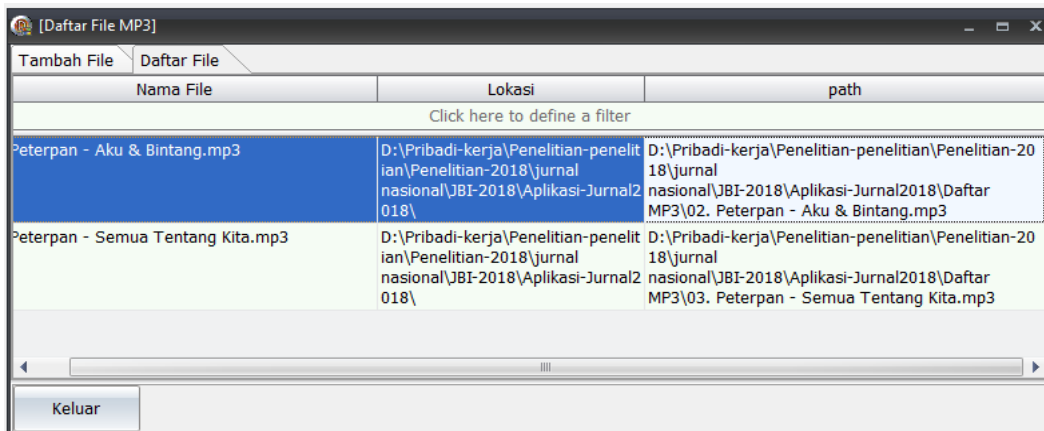 [Daftar File MP3]
Tambah File Daftar File
Nama File Lokasi path
Click here to define a filter
Peterpan - Aku & Bintang.mp3
D:\Pribadi-kerja\Penelitian-penelit
ian\Penelitian-2018\jurnal
nasional\JBI-2018\Aplikasi-Jurnal2
018\
D:\Pribadi-kerja\Penelitian-penelitian\Penelitian-20
18\jurnal
nasional\JBI-2018\Aplikasi-Jurnal2018\Daftar
MP3\02. Peterpan - Aku & Bintang.mp3
Peterpan - Semua Tentang Kita.mp3
D:\Pribadi-kerja\Penelitian-penelit
ian\Penelitian-2018\jurnal
nasional\JBI-2018\Aplikasi-Jurnal2
018\
D:\Pribadi-kerja\Penelitian-penelitian\Penelitian-20
18\jurnal
nasional\JBI-2018\Aplikasi-Jurnal2018\Daftar
MP3\03. Peterpan - Semua Tentang Kita.mp3
Keluar